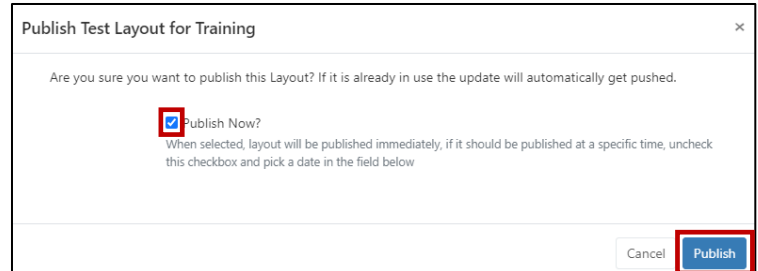 Publish Test Layout for Training ×
Are you sure you want to publish this Layout? If it is already in use the update will automatically get pushed.
Publish Now?
When selected, layout will be published immediately, if it should be published at a specific time, uncheck
this checkbox and pick a date in the field below
Cancel Publish